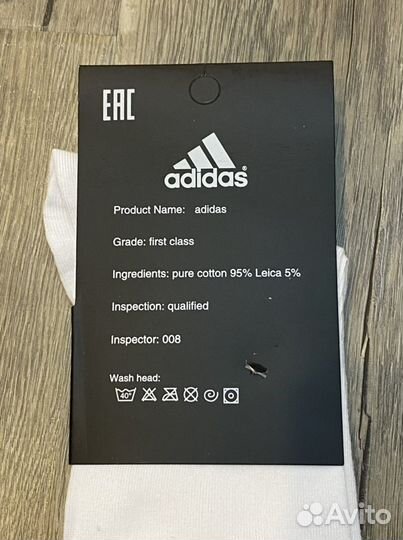 EAC
adidas®
Product Name: adidas
Grade: first class
Ingredients: pure cotton 95% Leica 5%
Inspection: qualified
Inspector: 008
Wash head:
40°
Avito